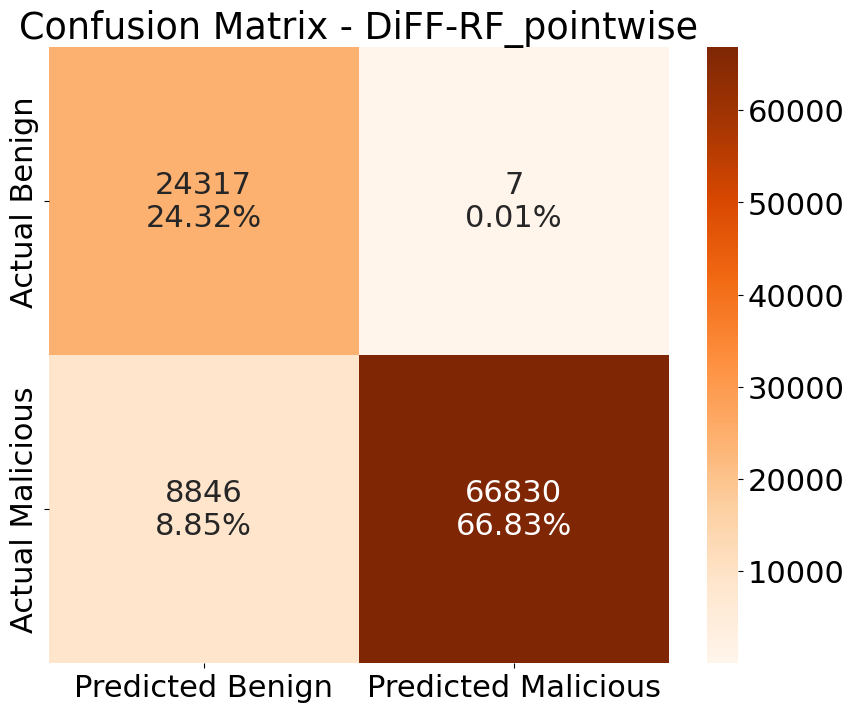 Confusion Matrix - DiFF-RF_pointwise
Actual Benign
24317
24.32%
7
0.01%
Actual Malicious
8846
8.85%
66830
66.83%
Predicted Benign
Predicted Malicious
60000
50000
40000
30000
20000
10000